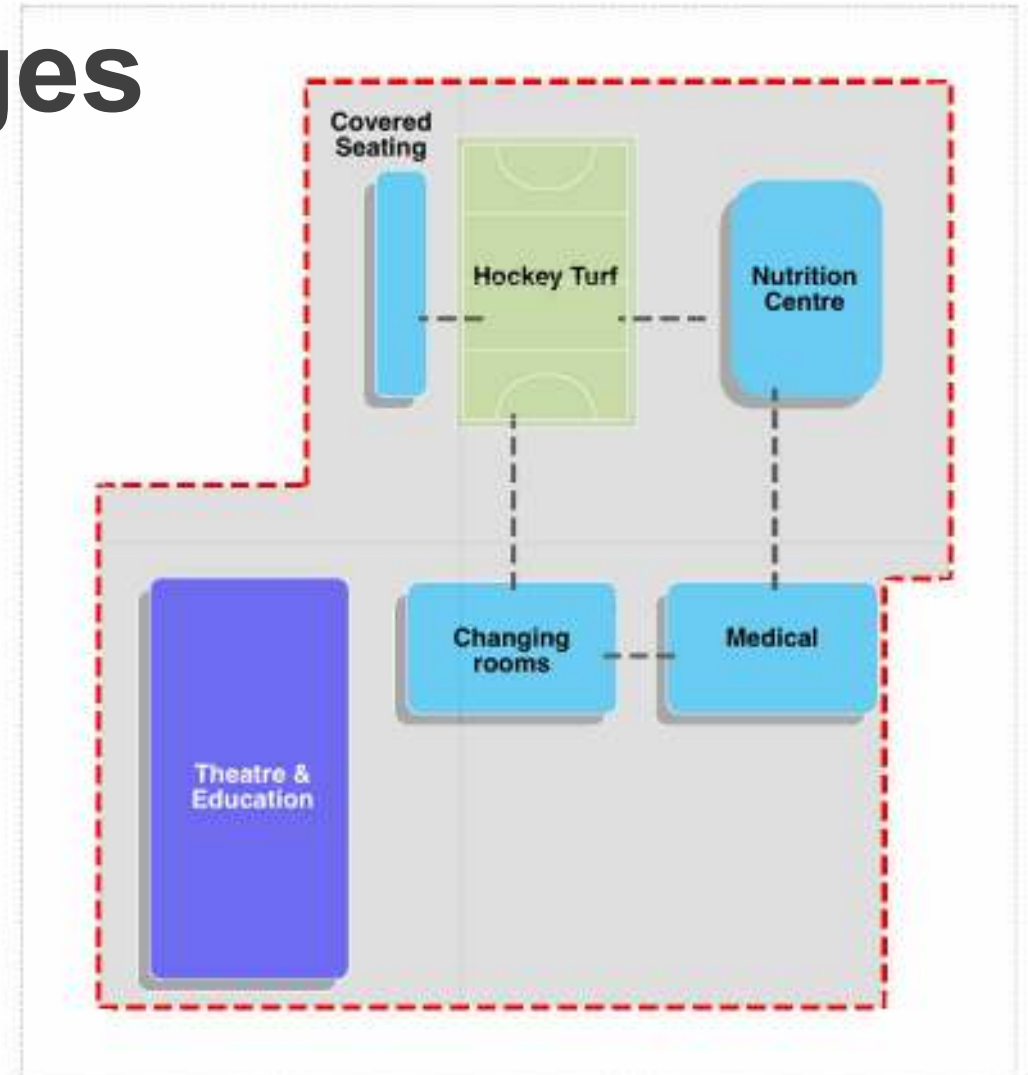 ges
Covered
Seating
Hockey Turf
Nutrition
Centre
Changing
rooms
Medical
Theatre &
Education